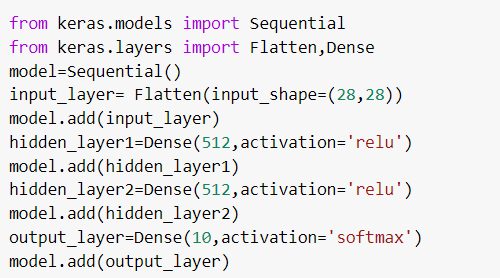 from keras.models import Sequential
from keras.layers import Flatten,Dense
model=Sequential()
input_layer= Flatten(input_shape=(28,28))
model.add(input_layer)
hidden_layer1=Dense(512,activation='relu')
model.add(hidden_layer1)
hidden_layer2=Dense(512,activation='relu')
model.add(hidden_layer2)
output_layer=Dense(10,activation='softmax')
model.add(output_layer)